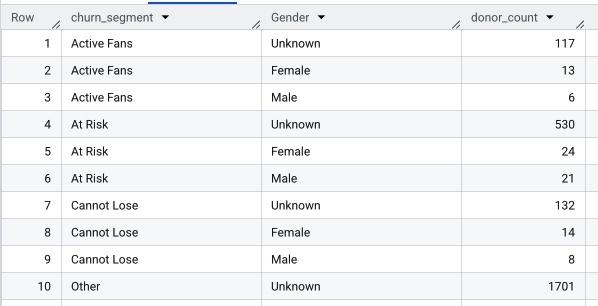 Row churn_segment Gender donor_count
1 Active Fans Unknown 117
2 Active Fans Female 13
3 Active Fans Male 6
4 At Risk Unknown 530
5 At Risk Female 24
6 At Risk Male 21
7 Cannot Lose Unknown 132
8 Cannot Lose Female 14
9 Cannot Lose Male 8
10 Other Unknown 1701